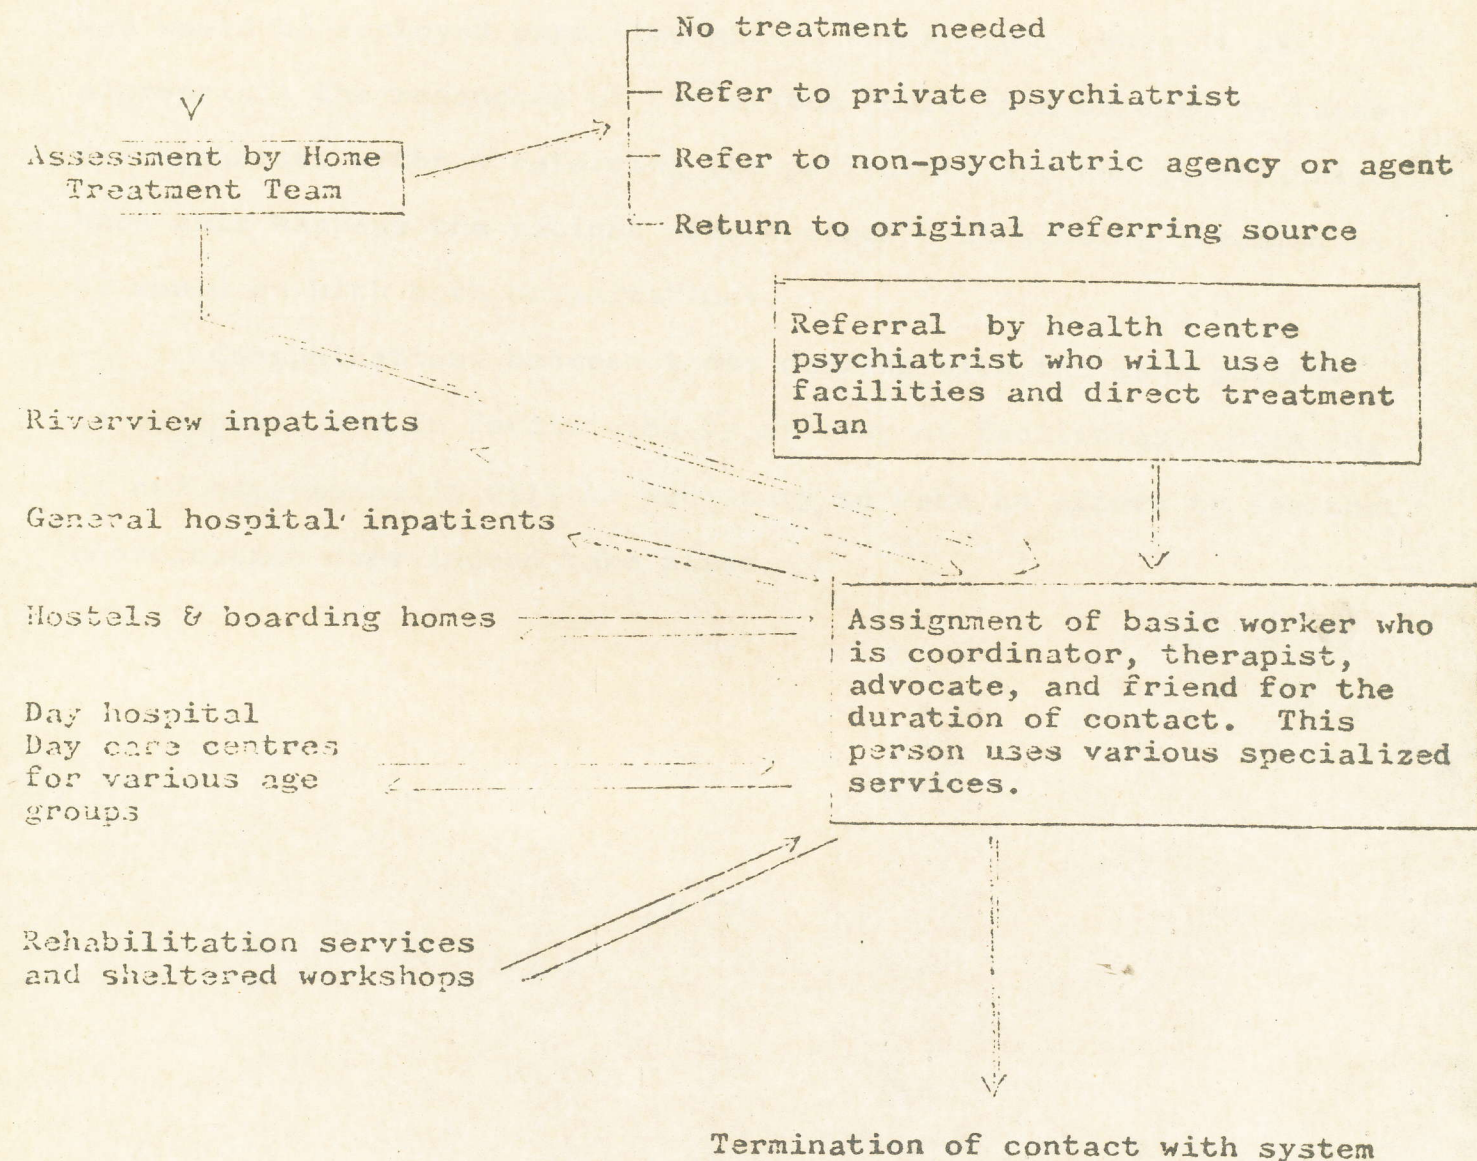 No treatment needed
Refer to private psychiatrist
Assessment by Home
Treatment Team
Refer to non-psychiatric agency or agent
Return to original referring source
Referral by health centre
psychiatrist who will use the
facilities and direct treatment
plan
Riverview inpatients
General hospital inpatients
Hostels & boarding homes
Assignment of basic worker who
is coordinator, therapist,
advocate, and friend for the
duration of contact. This
person uses various specialized
services.
Day hospital
Day care centres
for various age
groups
Rehabilitation services
and sheltered workshops
Termination of contact with system